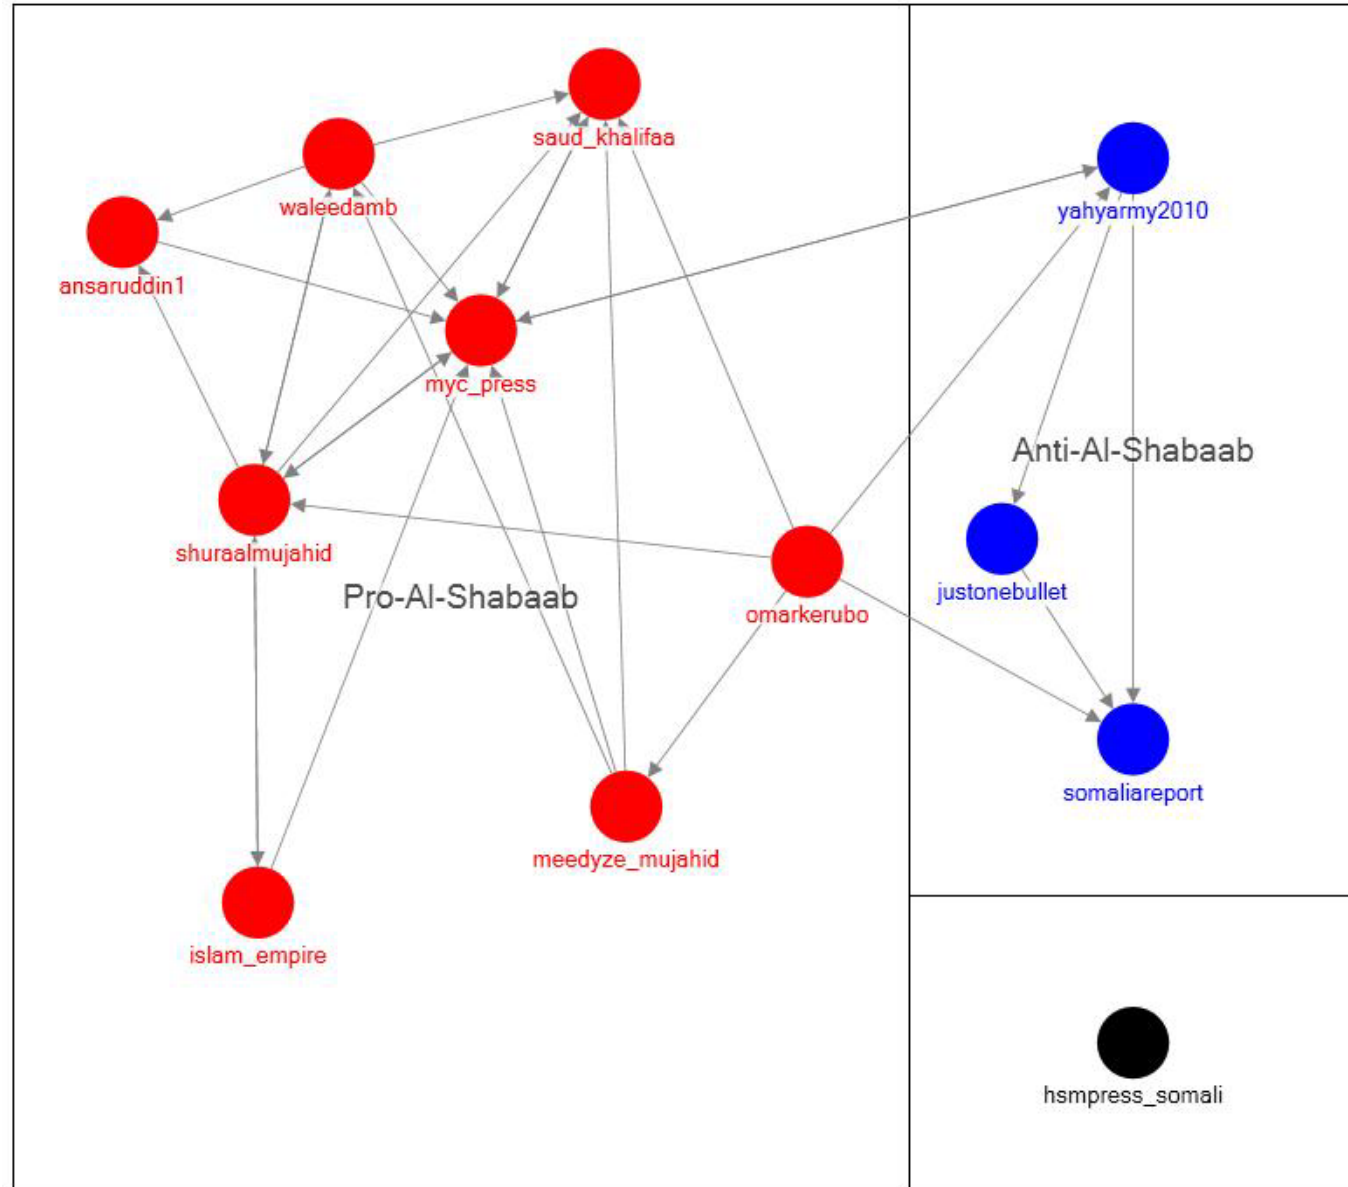 saud_khalifaa
waleedamb
yahyarmy2010
ansaruddin1
myc_press
Anti-Al-Shabaab
shuraalmujahid
justonebullet
Pro-Al-Shabaab
omarkerubo
somaliareport
meedyze_mujahid
islam_empire
hsmpress_somali